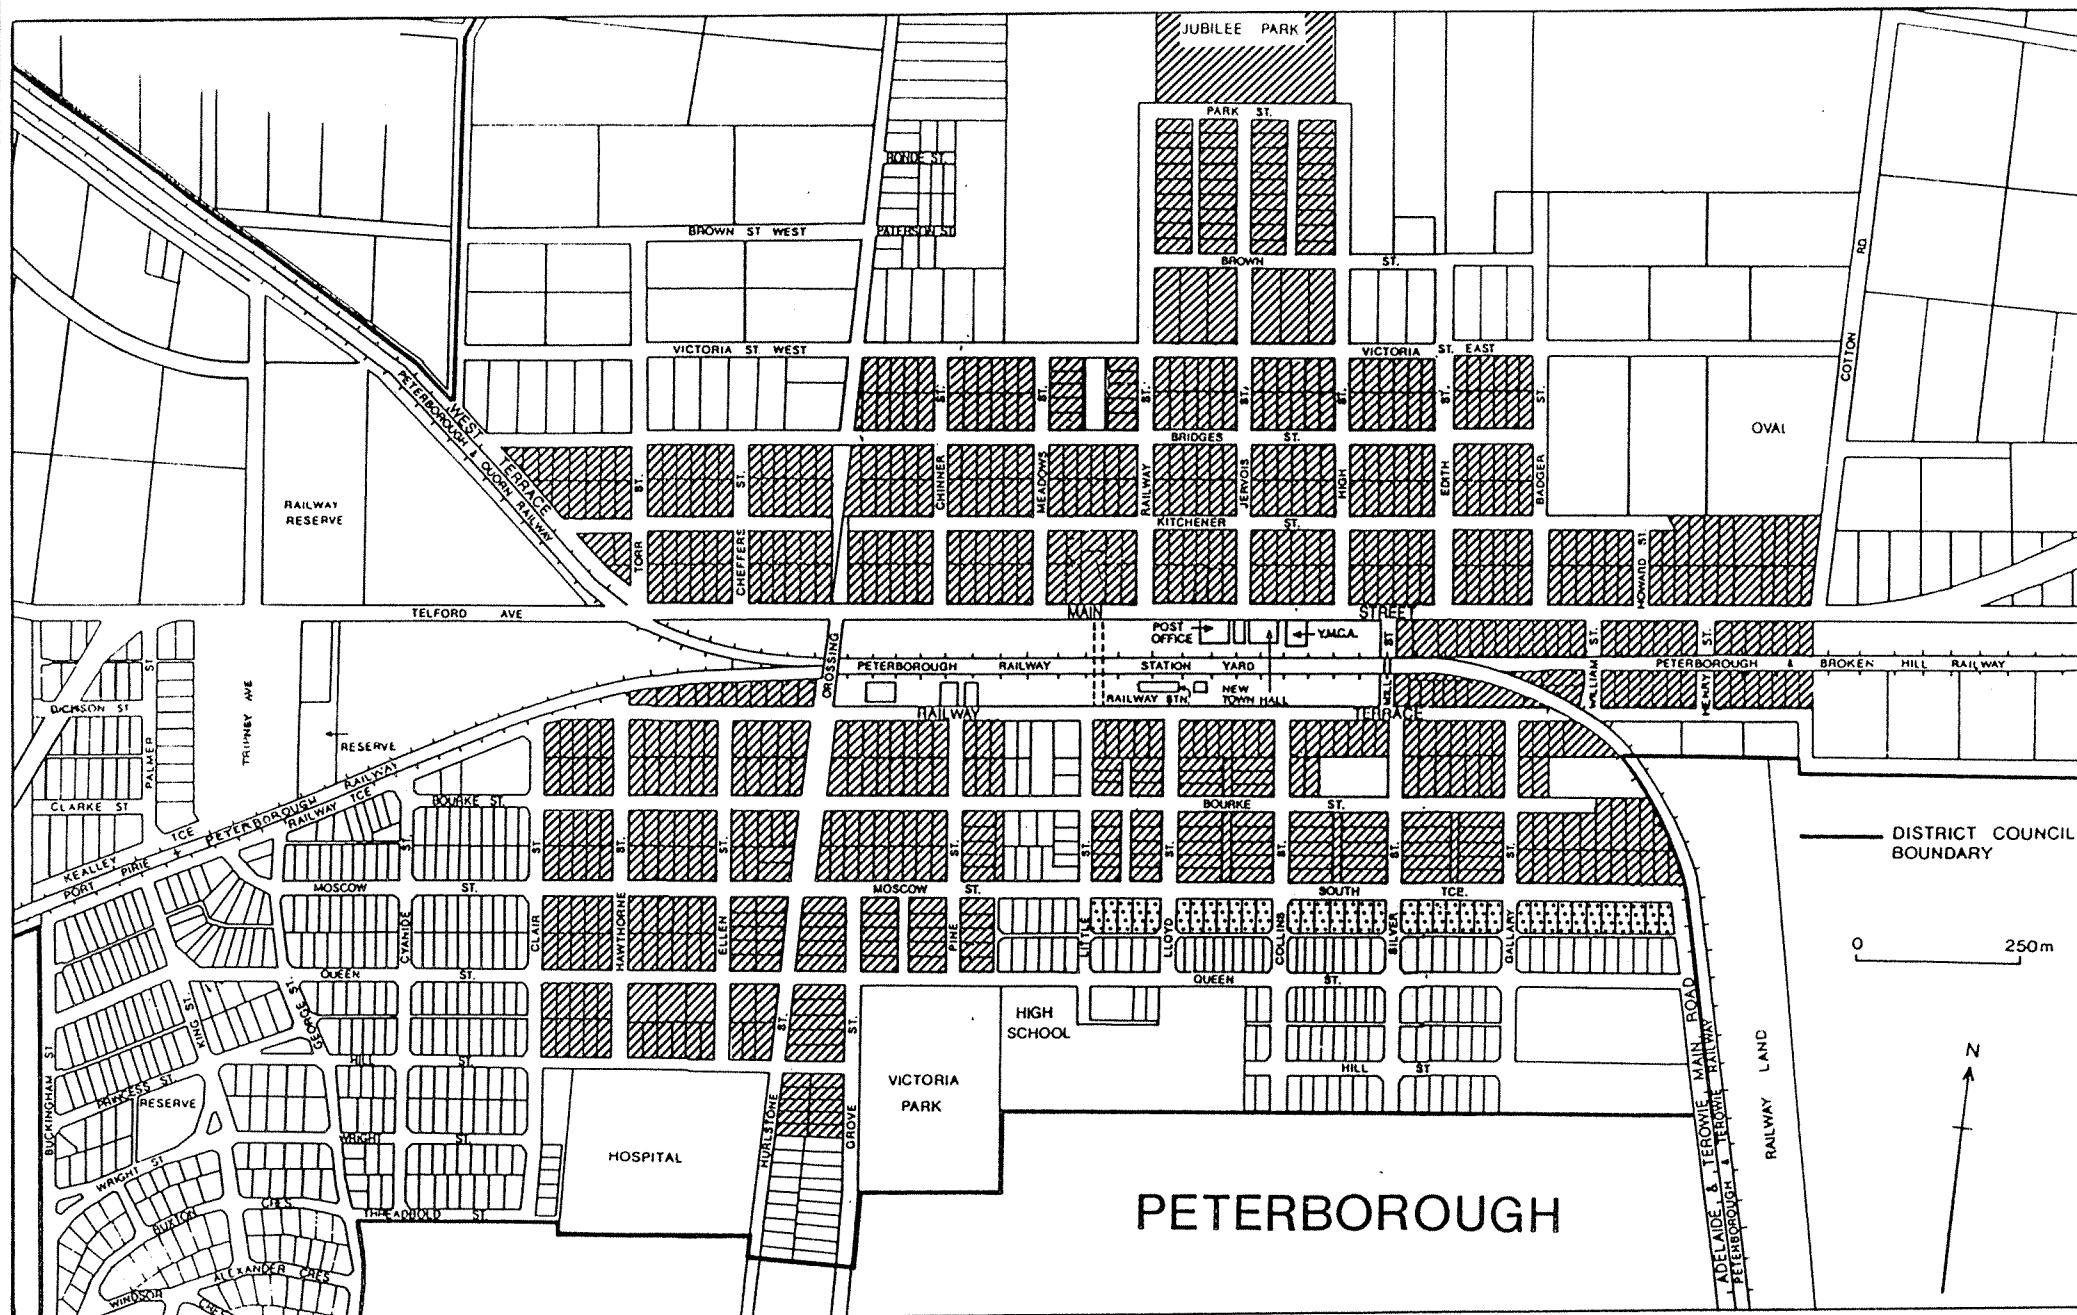 JUBILEE PARK
PARK ST.
RONDE ST.
PATERSON ST
BROWN ST WEST
BROWN ST.
COTTON RD
VICTORIA ST WEST
VICTORIA ST. EAST
WEST TERRACE
PETERBOROUGH & QUORN RAILWAY
BRIDGES ST.
OVAL
RAILWAY
RESERVE
TORR ST.
CHEFFERS ST.
CHINNER ST.
MEADOWS ST.
RAILWAY ST.
JERVOIS ST.
HIGH ST.
EDITH ST.
BADGER ST.
KITCHENER ST.
HOWARD ST.
TELFORD AVE
MAIN STREET
POST
OFFICE
Y.M.C.A.
CROSSING
PETERBOROUGH RAILWAY STATION YARD
RAILWAY STN.
NEW
TOWN HALL
HILL ST
WILLIAM ST.
HENRY ST.
PETERBOROUGH & BROKEN HILL RAILWAY
RAILWAY TERRACE
DICKSON ST
PALMER ST
TRIPNEY AVE
RESERVE
CLARKE ST
KEALLEY TCE
PORT PIRIE & PETERBOROUGH RAILWAY
RAILWAY TCE
BOURKE ST.
BOURKE ST.
DISTRICT COUNCIL
BOUNDARY
MOSCOW ST.
MOSCOW ST.
SOUTH TCE.
CYANIDE ST.
CLAIR ST
HAWTHORNE ST.
ELLEN ST.
PINE ST.
LITTLE ST.
LLOYD ST.
COLLINS ST.
SILVER ST.
GALLARY ST.
0 250m
QUEEN ST.
QUEEN ST.
KING ST.
GEORGE ST.
HIGH
SCHOOL
HILL ST.
HILL ST
VICTORIA
PARK
N
BUCKINGHAM ST
PRINCESS ST.
RESERVE
WRIGHT ST.
WRIGHT ST
HOSPITAL
HURLSTONE ST.
GROVE ST.
ADELAIDE & TEROWIE MAIN ROAD
PETERBOROUGH & TEROWIE RAILWAY
RAILWAY LAND
PETERBOROUGH
BUXTON CRES
THREADBOLD ST.
ALEXANDER CRES
WINDSOR CRES